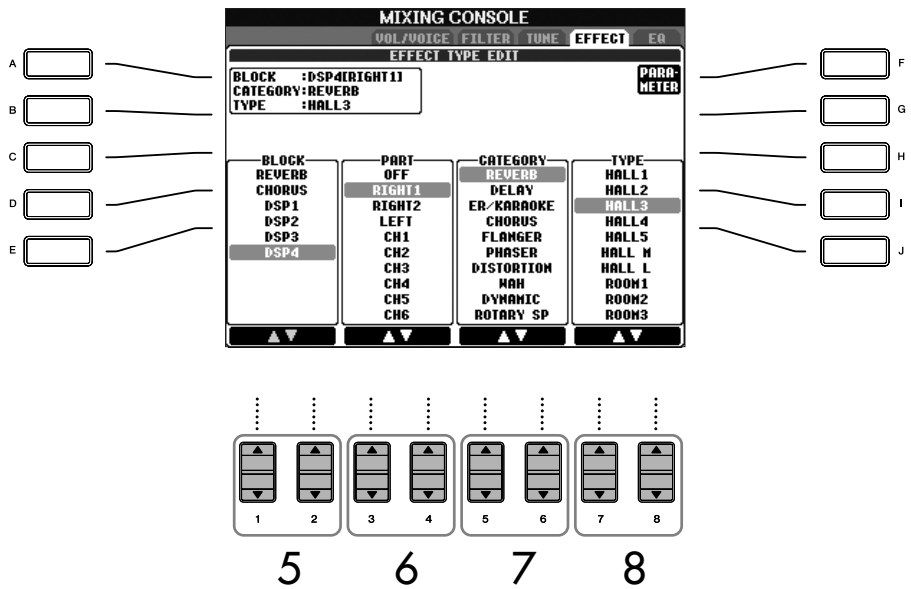 MIXING CONSOLE
VOL/VOICE FILTER TUNE EFFECT EQ
EFFECT TYPE EDIT
BLOCK :DSP4[RIGHT1]
CATEGORY:REVERB
TYPE :HALL3
PARA-
METER
A
B
C
D
E
F
G
H
I
J
BLOCK
REVERB
CHORUS
DSP1
DSP2
DSP3
DSP4
PART
OFF
RIGHT1
RIGHT2
LEFT
CH1
CH2
CH3
CH4
CH5
CH6
CATEGORY
REVERB
DELAY
ER/KARAOKE
CHORUS
FLANGER
PHASER
DISTORTION
WAH
DYNAMIC
ROTARY SP
TYPE
HALL1
HALL2
HALL3
HALL4
HALL5
HALL M
HALL L
ROOM1
ROOM2
ROOM3
1 2 3 4 5 6 7 8
5 6 7 8